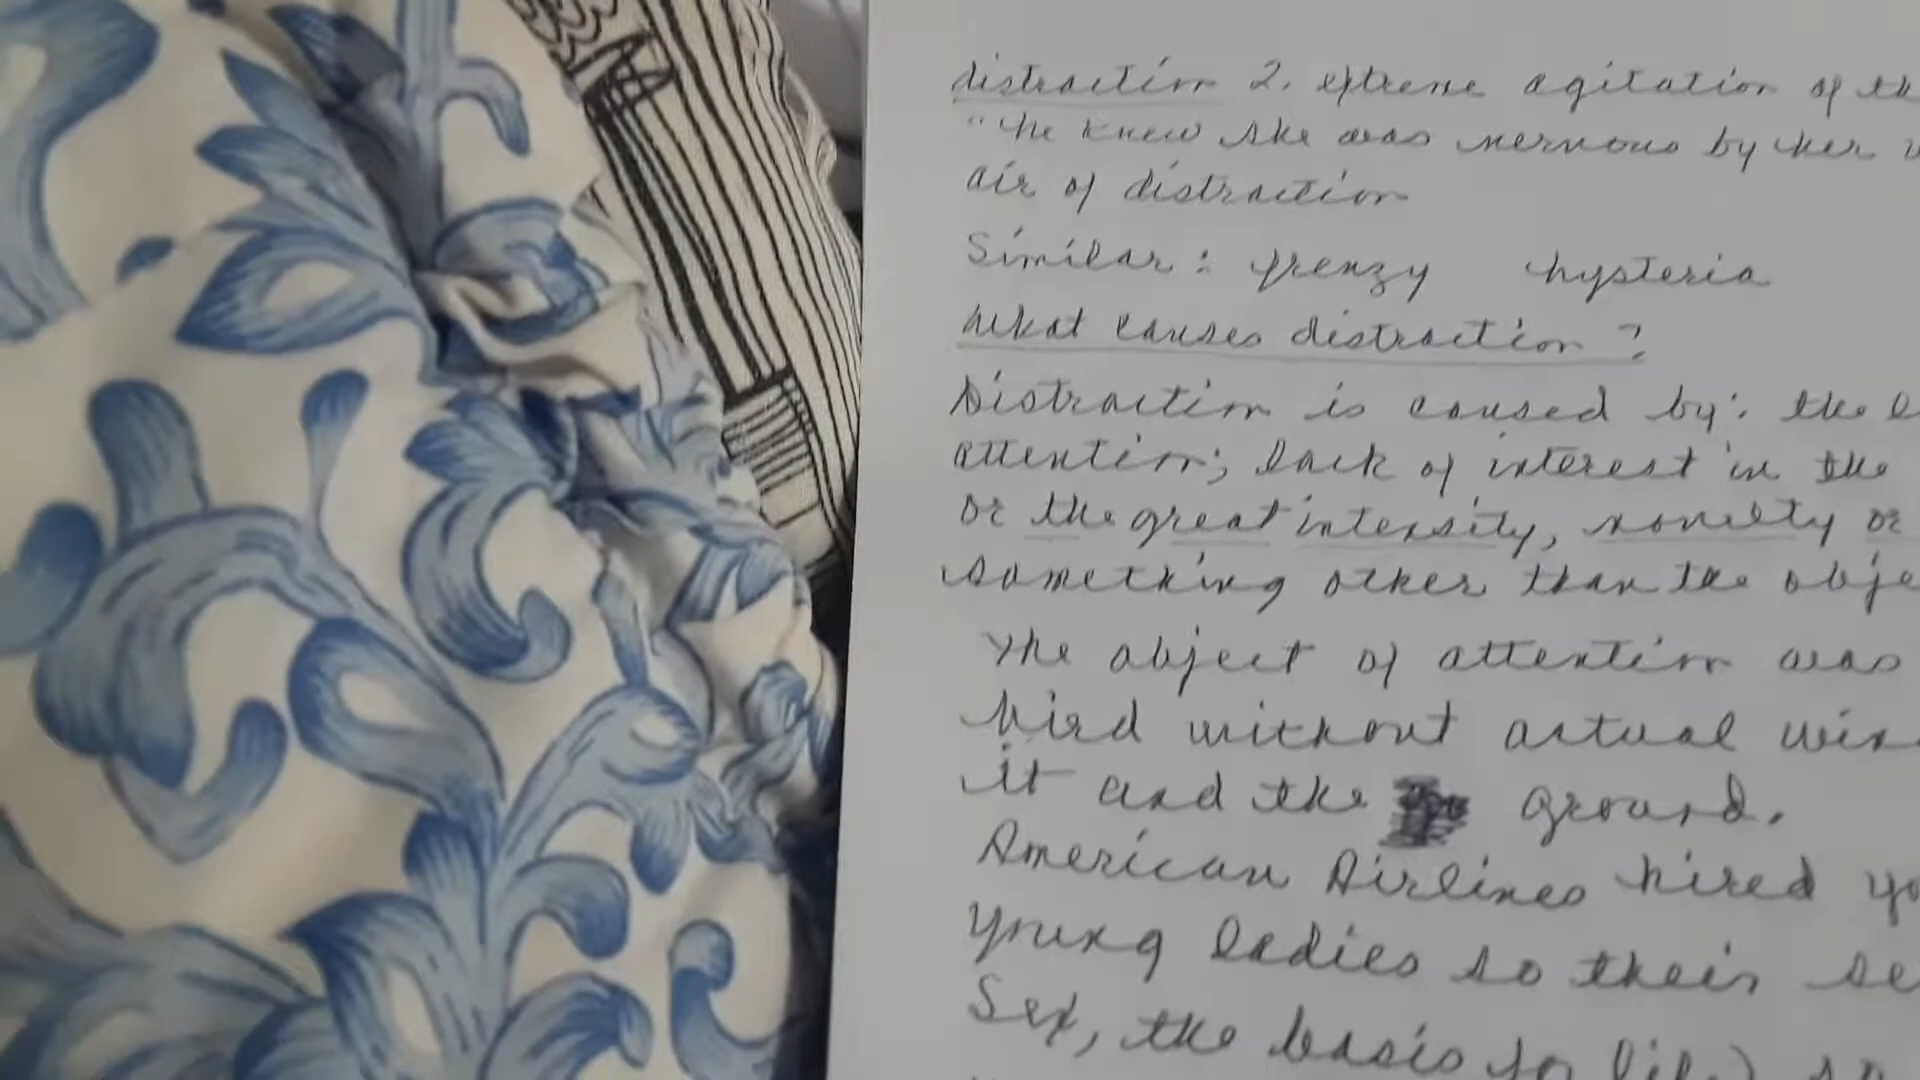 distraction 2. extreme agitation of th
"he knew she was nervous by her
air of distraction
Similar: frenzy hysteria
What causes distraction?
Distraction is caused by: the
attention; lack of interest in the
or the great intensity, novelty or
something other than the obje
The object of attention was
bird without actual win
it and the ground.
American Airlines hired yo
young ladies so their se
Sex, the basis for life,